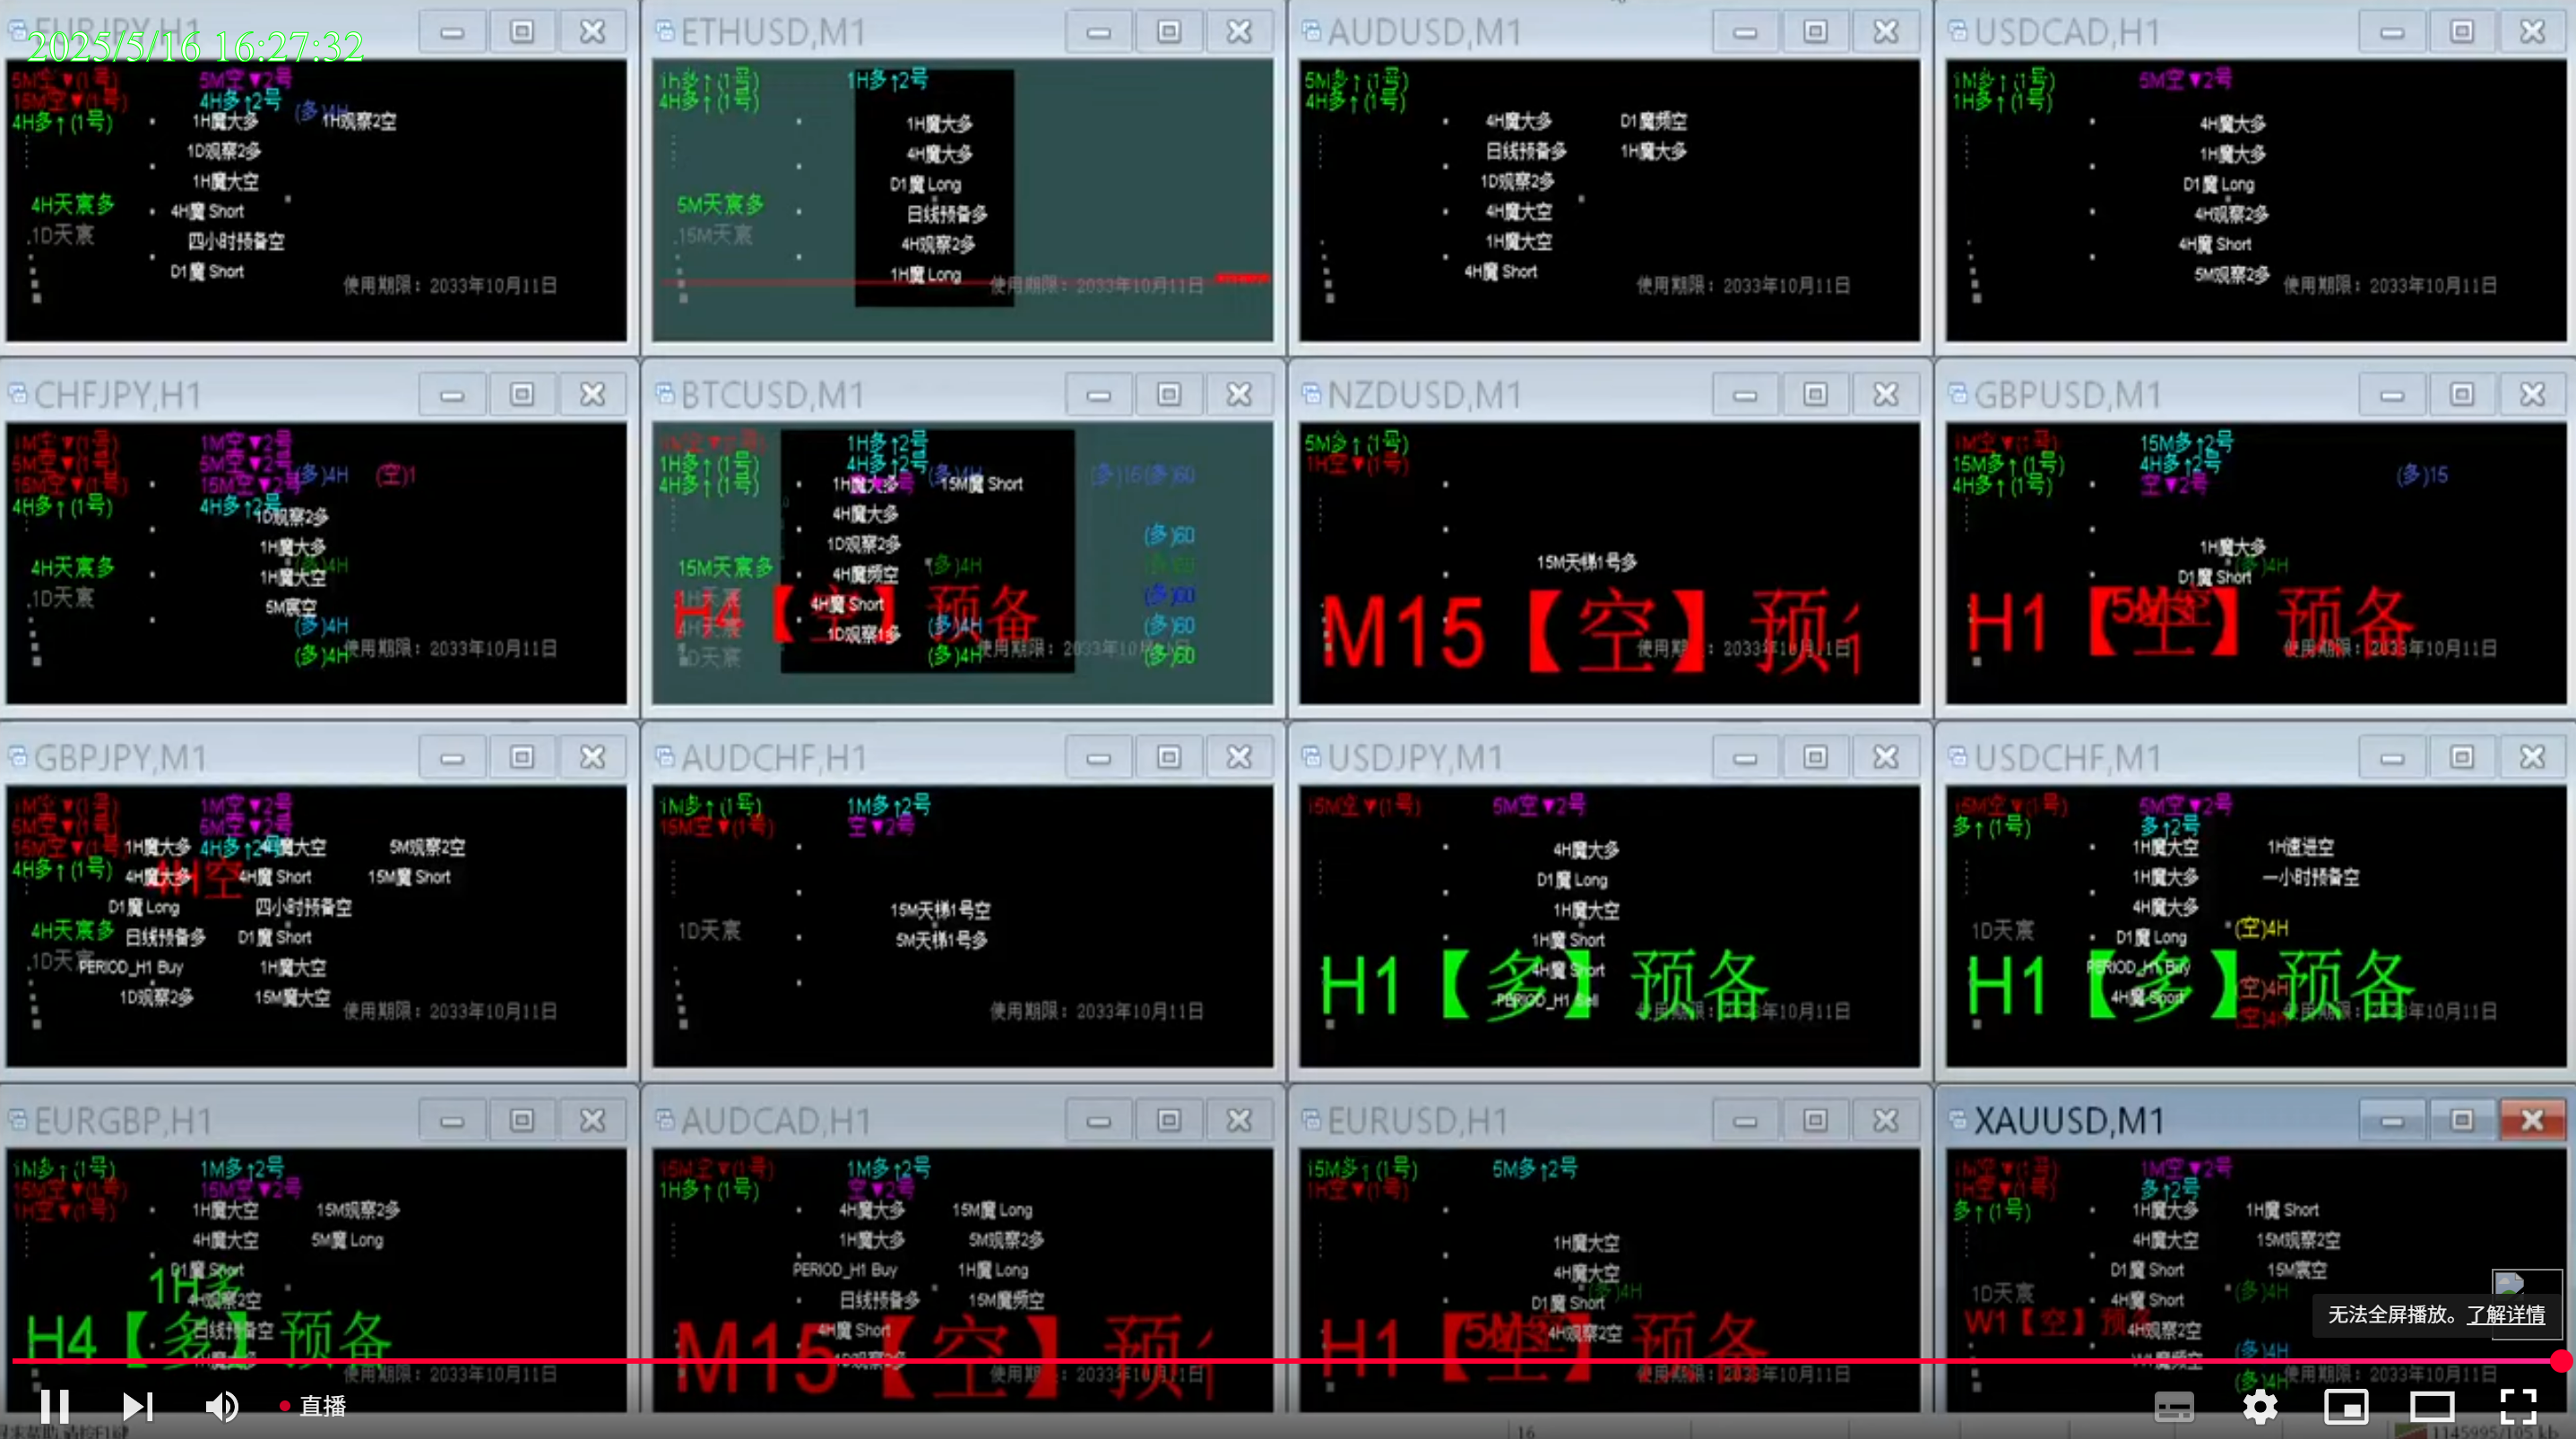 EURJPY,H1
2025/5/16 16:27:32
5M空▼(1号)
5M空▼2号
15M空▼(1号)
4H多↑2号
(多)4H
4H多↑(1号)
1H魔大多
1H观察2空
1D观察2多
1H魔大空
4H天宸多
4H魔 Short
1D天宸
四小时预备空
D1魔 Short
使用期限：2033年10月11日
ETHUSD,M1
1h多↑(1号)
1H多↑2号
4H多↑(1号)
1H魔大多
4H魔大多
D1魔 Long
5M天宸多
日线预备多
15M天宸
4H观察2多
1H魔 Long
使用期限：2033年10月11日
AUDUSD,M1
5M多↑(1号)
4H多↑(1号)
4H魔大多
D1魔频空
日线预备多
1H魔大多
1D观察2多
4H魔大空
1H魔大空
4H魔 Short
使用期限：2033年10月11日
USDCAD,H1
1M多↑(1号)
5M空▼2号
1H多↑(1号)
4H魔大多
1H魔大多
D1魔 Long
4H观察2多
4H魔 Short
5M观察2多
使用期限：2033年10月11日
CHFJPY,H1
1M空▼(1号)
1M空▼2号
5M空▼(1号)
5M空▼2号
15M空▼(1号)
15M空▼2号
(多)4H
(空)1
4H多↑(1号)
4H多↑2号
1D观察2多
1H魔大多
4H天宸多
(多)4H
1H魔大空
1D天宸
5M宸空
(多)4H
(多)4H
使用期限：2033年10月11日
BTCUSD,M1
1H多↑2号
1H多↑(1号)
4H多↑2号
4H多↑(1号)
(多)4H
(多)15(多)60
1H魔大多
15M魔 Short
4H魔大多
1D观察2多
(多)60
15M天宸多
4H魔频空
(多)4H
(多)60
1H天宸
4H魔 Short
(多)60
H4【空】预备
4H天宸
1D观察1多
(多)4H
(多)60
1D天宸
(多)4H
使用期限：2033年10月11日
(多)60
NZDUSD,M1
5M多↑(1号)
1H空▼(1号)
15M天梯1号多
M15【空】预
使用期限：2033年10月11日
GBPUSD,M1
1M空▼(1号)
15M多↑2号
15M多↑(1号)
4H多↑2号
4H多↑(1号)
空▼2号
(多)15
1H魔大多
(多)4H
D1魔 Short
H1【空】预备
使用期限：2033年10月11日
GBPJPY,M1
1M空▼(1号)
1M空▼2号
5M空▼(1号)
5M空▼2号
15M空▼(1号)
4H多↑2号
4H多↑(1号)
4H空
1H魔大多
4H魔大空
5M观察2空
4H魔大多
4H魔 Short
15M魔 Short
D1魔 Long
四小时预备空
4H天宸多
日线预备多
D1魔 Short
1D天宸
PERIOD_H1 Buy
1H魔大空
1D观察2多
15M魔大空
使用期限：2033年10月11日
AUDCHF,H1
1M多↑(1号)
1M多↑2号
15M空▼(1号)
空▼2号
15M天梯1号空
1D天宸
5M天梯1号多
使用期限：2033年10月11日
USDJPY,M1
15M空▼(1号)
5M空▼2号
4H魔大多
D1魔 Long
1H魔大空
1H魔 Short
4H魔 Short
H1【多】预备
PERIOD_H1 Sell
使用期限：2033年10月11日
USDCHF,M1
15M空▼(1号)
5M空▼2号
多↑(1号)
多↑2号
1H魔大空
1H速进空
1H魔大多
一小时预备空
4H魔大多
1D天宸
D1魔 Long
(空)4H
PERIOD_H1 Buy
H1【多】预备
4H魔 Short
(空)4H
(空)4H
使用期限：2033年10月11日
EURGBP,H1
1M多↑(1号)
1M多↑2号
15M空▼(1号)
15M空▼2号
1H空▼(1号)
1H魔大空
15M观察2多
4H魔大空
5M魔 Long
D1魔 Short
1H多
4H观察2空
日线预备空
H4【多】预备
使用期限：2033年10月11日
AUDCAD,H1
15M空▼(1号)
1M多↑2号
1H多↑(1号)
空▼2号
4H魔大多
15M魔 Long
1H魔大多
5M观察2多
PERIOD_H1 Buy
1H魔 Long
日线预备多
15M魔频空
4H魔 Short
M15【空】预
使用期限：2033年10月11日
EURUSD,H1
15M多↑(1号)
5M多↑2号
1H空▼(1号)
1H魔大空
4H魔大空
(多)4H
D1魔 Short
4H观察2空
H1【空】预备
使用期限：2033年10月11日
XAUUSD,M1
1M空▼(1号)
1M空▼2号
1H空▼(1号)
多↑2号
多↑(1号)
1H魔大多
1H魔 Short
4H魔大空
15M观察2空
D1魔 Short
15M宸空
1D天宸
4H魔 Short
(多)4H
W1【空】预
4H观察2空
(多)4H
(多)4H
无法全屏播放。了解详情
直播
16
1145995/105 kb